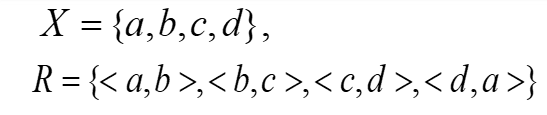 X = {a,b,c,d},
R = {< a,b >,< b,c >,< c,d >,< d,a >}